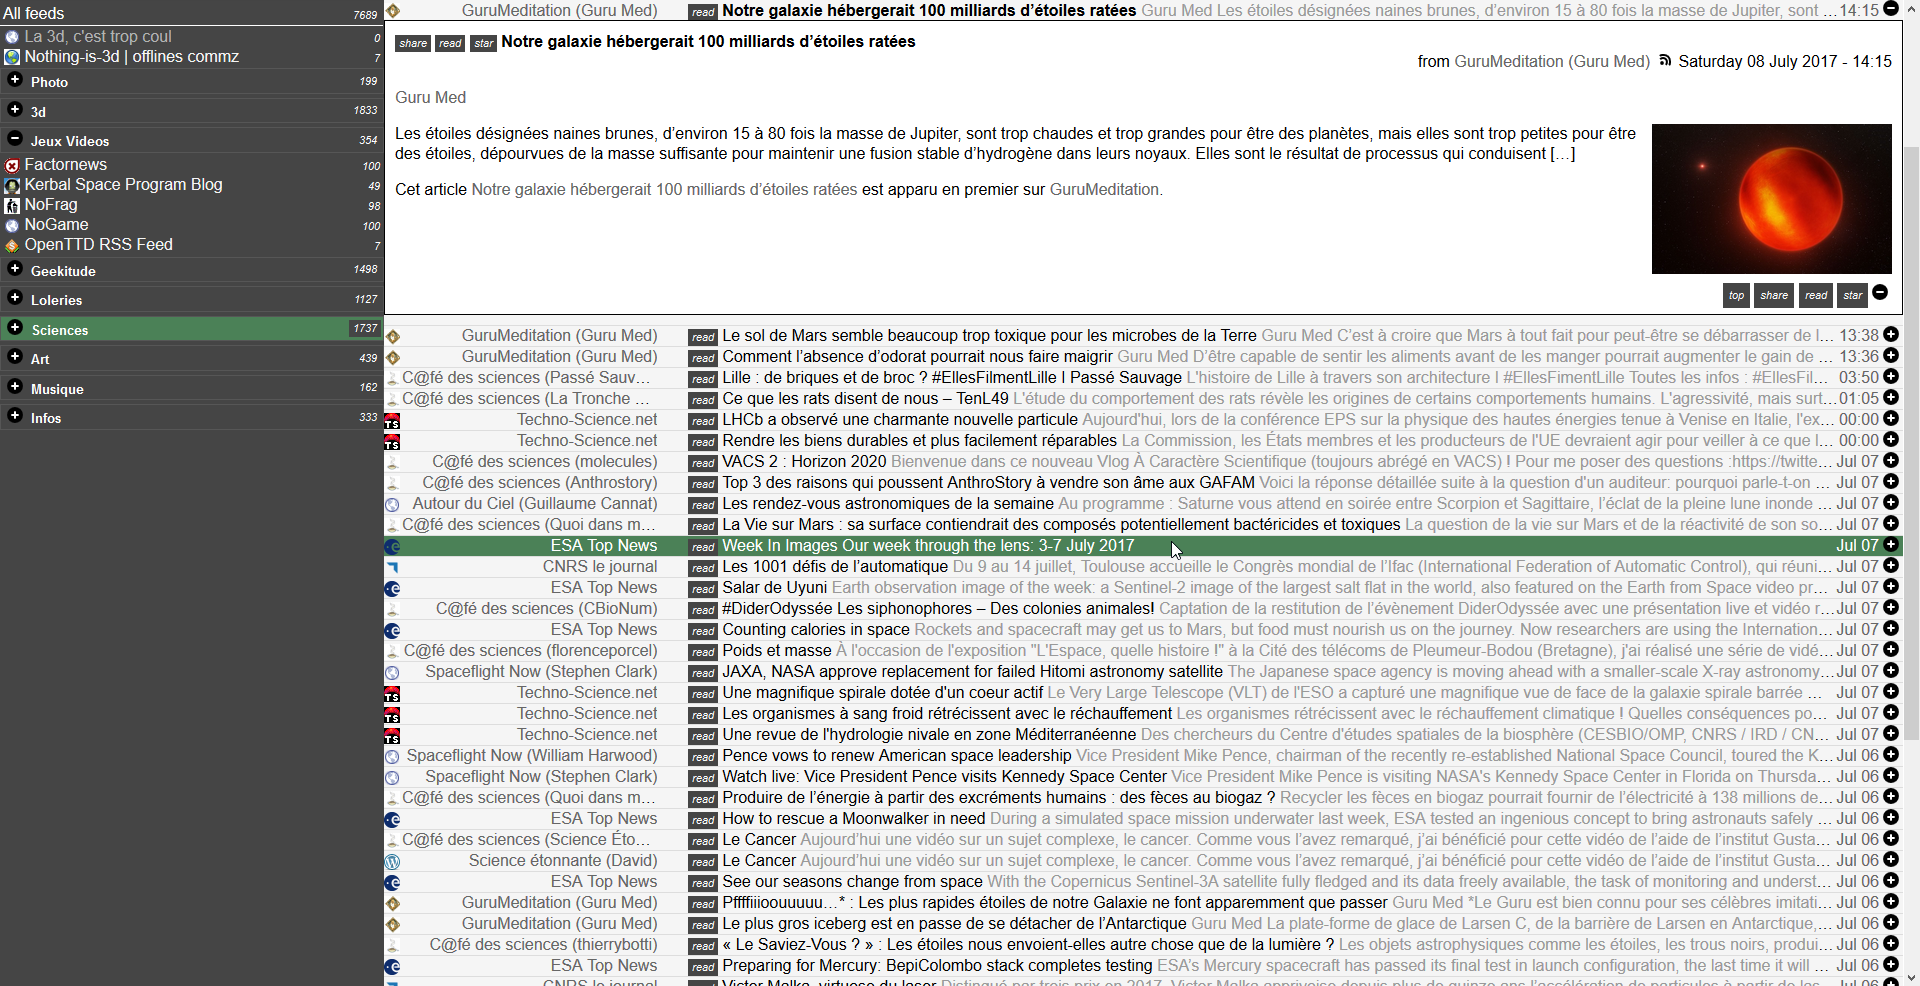 All feeds 7689
La 3d, c'est trop coul 0
Nothing-is-3d | offlines commz 7
Photo 199
3d 1833
Jeux Videos 354
Factornews 100
Kerbal Space Program Blog 49
NoFrag 98
NoGame 100
OpenTTD RSS Feed 7
Geekitude 1498
Loleries 1127
Sciences 1737
Art 439
Musique 162
Infos 333
GuruMeditation (Guru Med) read Notre galaxie hébergerait 100 milliards d’étoiles ratées Guru Med Les étoiles désignées naines brunes, d’environ 15 à 80 fois la masse de Jupiter, sont … 14:15
share read star Notre galaxie hébergerait 100 milliards d’étoiles ratées
from GuruMeditation (Guru Med) Saturday 08 July 2017 - 14:15
Guru Med
Les étoiles désignées naines brunes, d’environ 15 à 80 fois la masse de Jupiter, sont trop chaudes et trop grandes pour être des planètes, mais elles sont trop petites pour être
des étoiles, dépourvues de la masse suffisante pour maintenir une fusion stable d’hydrogène dans leurs noyaux. Elles sont le résultat de processus qui conduisent […]
Cet article Notre galaxie hébergerait 100 milliards d’étoiles ratées est apparu en premier sur GuruMeditation.
top share read star
GuruMeditation (Guru Med) read Le sol de Mars semble beaucoup trop toxique pour les microbes de la Terre Guru Med C’est à croire que Mars à tout fait pour peut-être se débarrasser de l… 13:38
GuruMeditation (Guru Med) read Comment l’absence d’odorat pourrait nous faire maigrir Guru Med D’être capable de sentir les aliments avant de les manger pourrait augmenter le gain de … 13:36
C@fé des sciences (Passé Sauv… read Lille : de briques et de broc ? #EllesFilmentLille I Passé Sauvage L'histoire de Lille à travers son architecture I #EllesFimentLille Toutes les infos : #EllesFil… 03:50
C@fé des sciences (La Tronche … read Ce que les rats disent de nous – TenL49 L'étude du comportement des rats révèle les origines de certains comportements humains. L'agressivité, mais surt… 01:05
Techno-Science.net read LHCb a observé une charmante nouvelle particule Aujourd'hui, lors de la conférence EPS sur la physique des hautes énergies tenue à Venise en Italie, l'ex… 00:00
Techno-Science.net read Rendre les biens durables et plus facilement réparables La Commission, les États membres et les producteurs de l'UE devraient agir pour veiller à ce que l… 00:00
C@fé des sciences (molecules) read VACS 2 : Horizon 2020 Bienvenue dans ce nouveau Vlog À Caractère Scientifique (toujours abrégé en VACS) ! Pour me poser des questions :https://twitte… Jul 07
C@fé des sciences (Anthrostory) read Top 3 des raisons qui poussent AnthroStory à vendre son âme aux GAFAM Voici la réponse détaillée suite à la question d'un auditeur: pourquoi parle-t-on … Jul 07
Autour du Ciel (Guillaume Cannat) read Les rendez-vous astronomiques de la semaine Au programme : Saturne vous attend en soirée entre Scorpion et Sagittaire, l’éclat de la pleine lune inonde … Jul 07
C@fé des sciences (Quoi dans m… read La Vie sur Mars : sa surface contiendrait des composés potentiellement bactéricides et toxiques La question de la vie sur Mars et de la réactivité de son so… Jul 07
ESA Top News read Week In Images Our week through the lens: 3-7 July 2017 Jul 07
CNRS le journal read Les 1001 défis de l’automatique Du 9 au 14 juillet, Toulouse accueille le Congrès mondial de l’Ifac (International Federation of Automatic Control), qui réuni… Jul 07
ESA Top News read Salar de Uyuni Earth observation image of the week: a Sentinel-2 image of the largest salt flat in the world, also featured on the Earth from Space video pr… Jul 07
C@fé des sciences (CBioNum) read #DiderOdyssée Les siphonophores – Des colonies animales! Captation de la restitution de l’évènement DiderOdyssée avec une présentation live et vidéo r… Jul 07
ESA Top News read Counting calories in space Rockets and spacecraft may get us to Mars, but food must nourish us on the journey. Now researchers are using the Internation… Jul 07
C@fé des sciences (florenceporcel) read Poids et masse À l'occasion de l'exposition "L'Espace, quelle histoire !" à la Cité des télécoms de Pleumeur-Bodou (Bretagne), j'ai réalisé une série de vidé… Jul 07
Spaceflight Now (Stephen Clark) read JAXA, NASA approve replacement for failed Hitomi astronomy satellite The Japanese space agency is moving ahead with a smaller-scale X-ray astronomy… Jul 07
Techno-Science.net read Une magnifique spirale dotée d'un coeur actif Le Very Large Telescope (VLT) de l'ESO a capturé une magnifique vue de face de la galaxie spirale barrée … Jul 07
Techno-Science.net read Les organismes à sang froid rétrécissent avec le réchauffement Les organismes rétrécissent avec le réchauffement climatique ! Quelles conséquences po… Jul 07
Techno-Science.net read Une revue de l'hydrologie nivale en zone Méditerranéenne Des chercheurs du Centre d'études spatiales de la biosphère (CESBIO/OMP, CNRS / IRD / CN… Jul 07
Spaceflight Now (William Harwood) read Pence vows to renew American space leadership Vice President Mike Pence, chairman of the recently re-established National Space Council, toured the K… Jul 06
Spaceflight Now (Stephen Clark) read Watch live: Vice President Pence visits Kennedy Space Center Vice President Mike Pence is visiting NASA's Kennedy Space Center in Florida on Thursda… Jul 06
C@fé des sciences (Quoi dans m… read Produire de l’énergie à partir des excréments humains : des fèces au biogaz ? Recycler les fèces en biogaz pourrait fournir de l’électricité à 138 millions de… Jul 06
ESA Top News read How to rescue a Moonwalker in need During a simulated space mission underwater last week, ESA tested an ingenious concept to bring astronauts safely … Jul 06
C@fé des sciences (Science Éto… read Le Cancer Aujourd’hui une vidéo sur un sujet complexe, le cancer. Comme vous l’avez remarqué, j’ai bénéficié pour cette vidéo de l’aide de l’institut Gusta… Jul 06
Science étonnante (David) read Le Cancer Aujourd’hui une vidéo sur un sujet complexe, le cancer. Comme vous l’avez remarqué, j’ai bénéficié pour cette vidéo de l’aide de l’institut Gusta… Jul 06
ESA Top News read See our seasons change from space With the Copernicus Sentinel-3A satellite fully fledged and its data freely available, the task of monitoring and underst… Jul 06
GuruMeditation (Guru Med) read Pffffiiioouuuuu…* : Les plus rapides étoiles de notre Galaxie ne font apparemment que passer Guru Med *Le Guru est bien connu pour ses célèbres imitati… Jul 06
GuruMeditation (Guru Med) read Le plus gros iceberg est en passe de se détacher de l’Antarctique Guru Med La plate-forme de glace de Larsen C, de la barrière de Larsen en Antarctique,… Jul 06
C@fé des sciences (thierrybotti) read « Le Saviez-Vous ? » : Les étoiles nous envoient-elles autre chose que de la lumière ? Les objets astrophysiques comme les étoiles, les trous noirs, produi… Jul 06
ESA Top News read Preparing for Mercury: BepiColombo stack completes testing ESA's Mercury spacecraft has passed its final test in launch configuration, the last time it will … Jul 06
CNRS le journal read Victor Malka, virtuose du laser Distingué par trois prix en 2017, Victor Malka apprivoise depuis plus de quinze ans l'accélération de particules à partir de las…